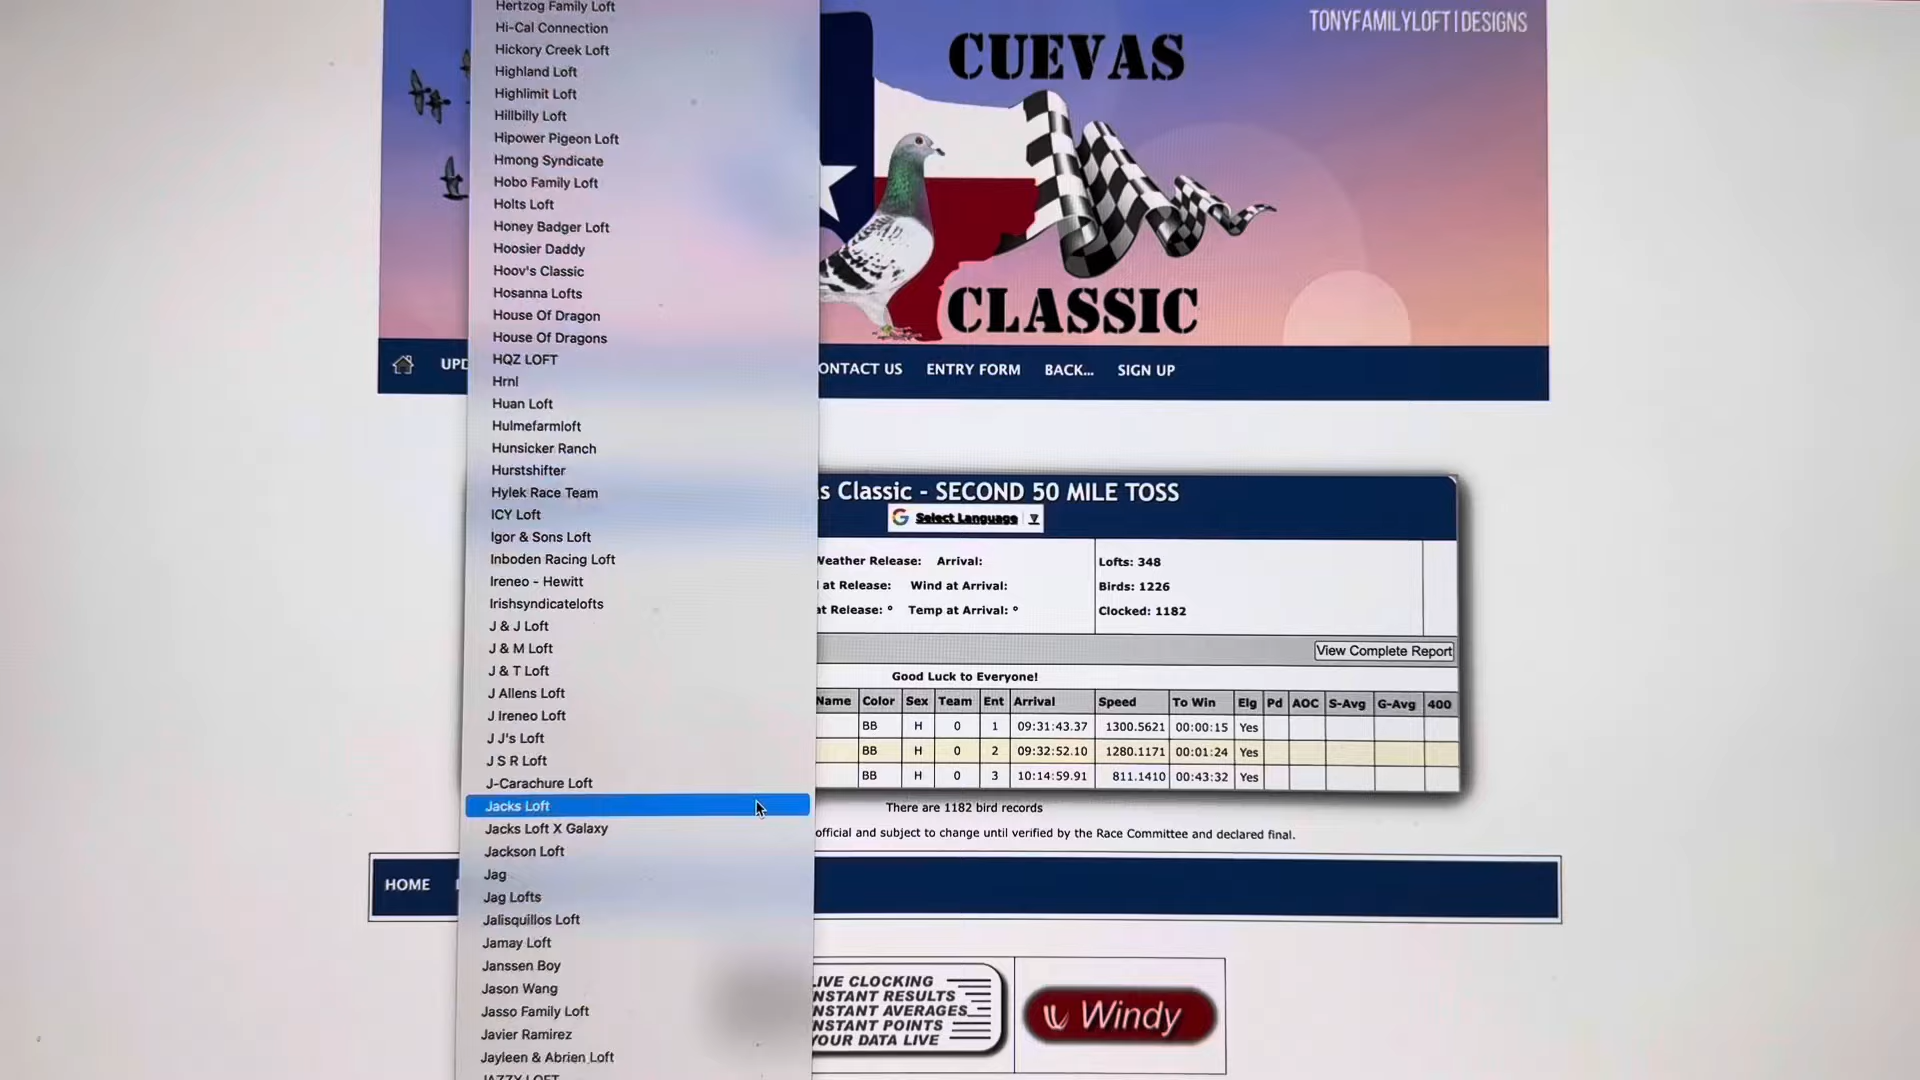 Hertzog Family Loft
Hi-Cal Connection
Hickory Creek Loft
Highland Loft
Highlimit Loft
Hillbilly Loft
Hipower Pigeon Loft
Hmong Syndicate
Hobo Family Loft
Holts Loft
Honey Badger Loft
Hoosier Daddy
Hoov's Classic
Hosanna Lofts
House Of Dragon
House Of Dragons
HQZ LOFT
Hrnl
Huan Loft
Hulmefarmloft
Hunsicker Ranch
Hurstshifter
Hylek Race Team
ICY Loft
Igor & Sons Loft
Inboden Racing Loft
Ireneo - Hewitt
Irishsyndicatelofts
J & J Loft
J & M Loft
J & T Loft
J Allens Loft
J Ireneo Loft
J J's Loft
J S R Loft
J-Carachure Loft
Jacks Loft
Jacks Loft X Galaxy
Jackson Loft
Jag
Jag Lofts
Jalisquillos Loft
Jamay Loft
Janssen Boy
Jason Wang
Jasso Family Loft
Javier Ramirez
Jayleen & Abrien Loft
JAZZY LOFT
TONYFAMILYLOFT|DESIGNS
CUEVAS
CLASSIC
UPD ONTACT US ENTRY FORM BACK... SIGN UP
s Classic - SECOND 50 MILE TOSS
Select Language
Weather Release: Arrival: Lofts: 348
at Release: Wind at Arrival: Birds: 1226
at Release: ° Temp at Arrival: ° Clocked: 1182
View Complete Report
Good Luck to Everyone!
Name Color Sex Team Ent Arrival Speed To Win Elg Pd AOC S-Avg G-Avg 400
BB H 0 1 09:31:43.37 1300.5621 00:00:15 Yes
BB H 0 2 09:32:52.10 1280.1171 00:01:24 Yes
BB H 0 3 10:14:59.91 811.1410 00:43:32 Yes
There are 1182 bird records
official and subject to change until verified by the Race Committee and declared final.
HOME
LIVE CLOCKING
INSTANT RESULTS
INSTANT AVERAGES
INSTANT POINTS
YOUR DATA LIVE
Windy